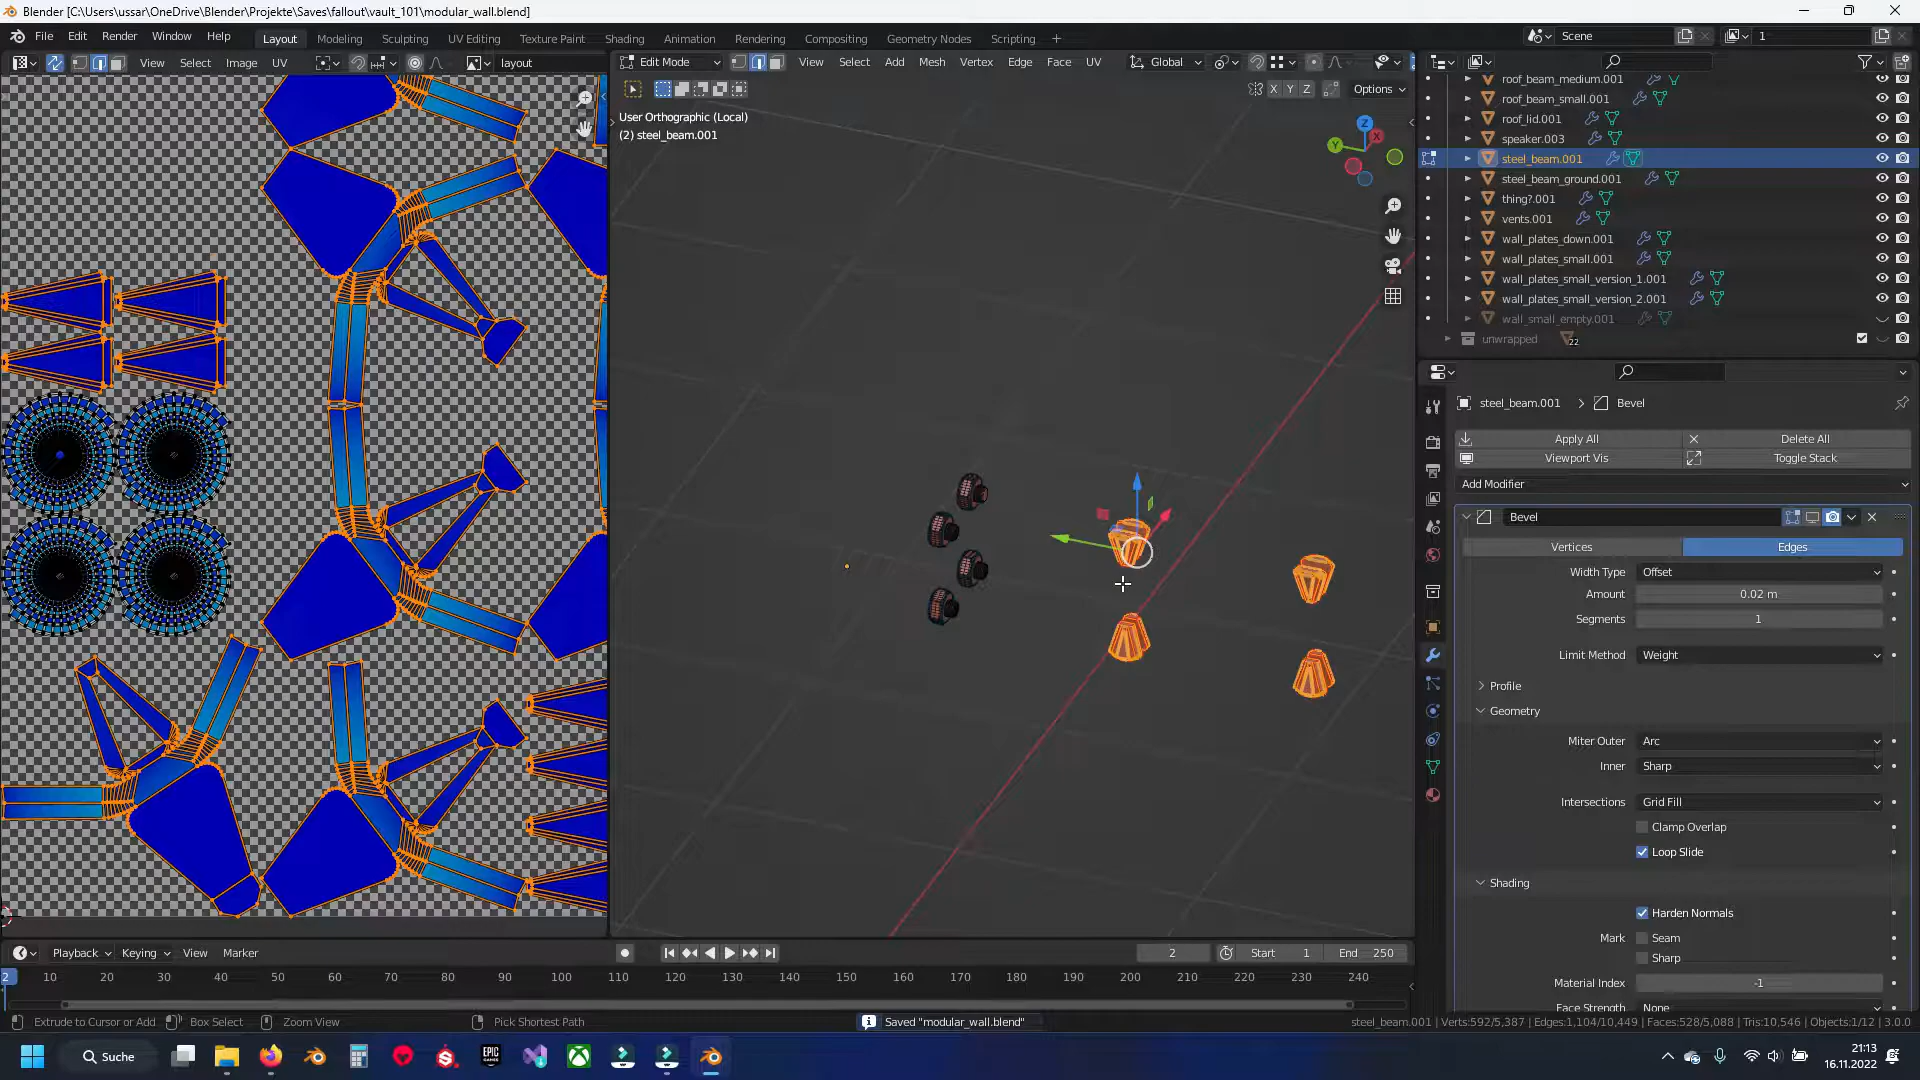 Blender [C:\Users\ussar\OneDrive\Blender\Projekte\Saves\fallout\vault_101\modular_wall.blend]
File Edit Render Window Help
Layout Modeling Sculpting UV Editing Texture Paint Shading Animation Rendering Compositing Geometry Nodes Scripting +
Scene
1
View Select Image UV
layout
Edit Mode View Select Add Mesh Vertex Edge Face UV Global
X Y Z Options
User Orthographic (Local)
(2) steel_beam.001
Z
X
Y
roof_beam_medium.001
roof_beam_small.001
roof_lid.001
speaker.003
steel_beam.001
steel_beam_ground.001
thing?.001
vents.001
wall_plates_down.001
wall_plates_small.001
wall_plates_small_version_1.001
wall_plates_small_version_2.001
wall_small_empty.001
unwrapped 22
steel_beam.001 Bevel
Apply All Delete All
Viewport Vis Toggle Stack
Add Modifier
Bevel
Vertices Edges
Width Type Offset
Amount 0.02 m
Segments 1
Limit Method Weight
Profile
Geometry
Miter Outer Arc
Inner Sharp
Intersections Grid Fill
Clamp Overlap
Loop Slide
Shading
Harden Normals
Mark Seam
Sharp
Material Index -1
Face Strength None
Playback Keying View Marker
2 Start 1 End 250
2 10 20 30 40 50 60 70 80 90 100 110 120 130 140 150 160 170 180 190 200 210 220 230 240
Extrude to Cursor or Add Box Select Zoom View Pick Shortest Path
Saved "modular_wall.blend"
steel_beam.001 | Verts:592/5,387 | Edges:1,104/10,449 | Faces:528/5,088 | Tris:10,546 | Objects:1/12 | 3.0.0
Suche
EPIC
21:13
16.11.2022